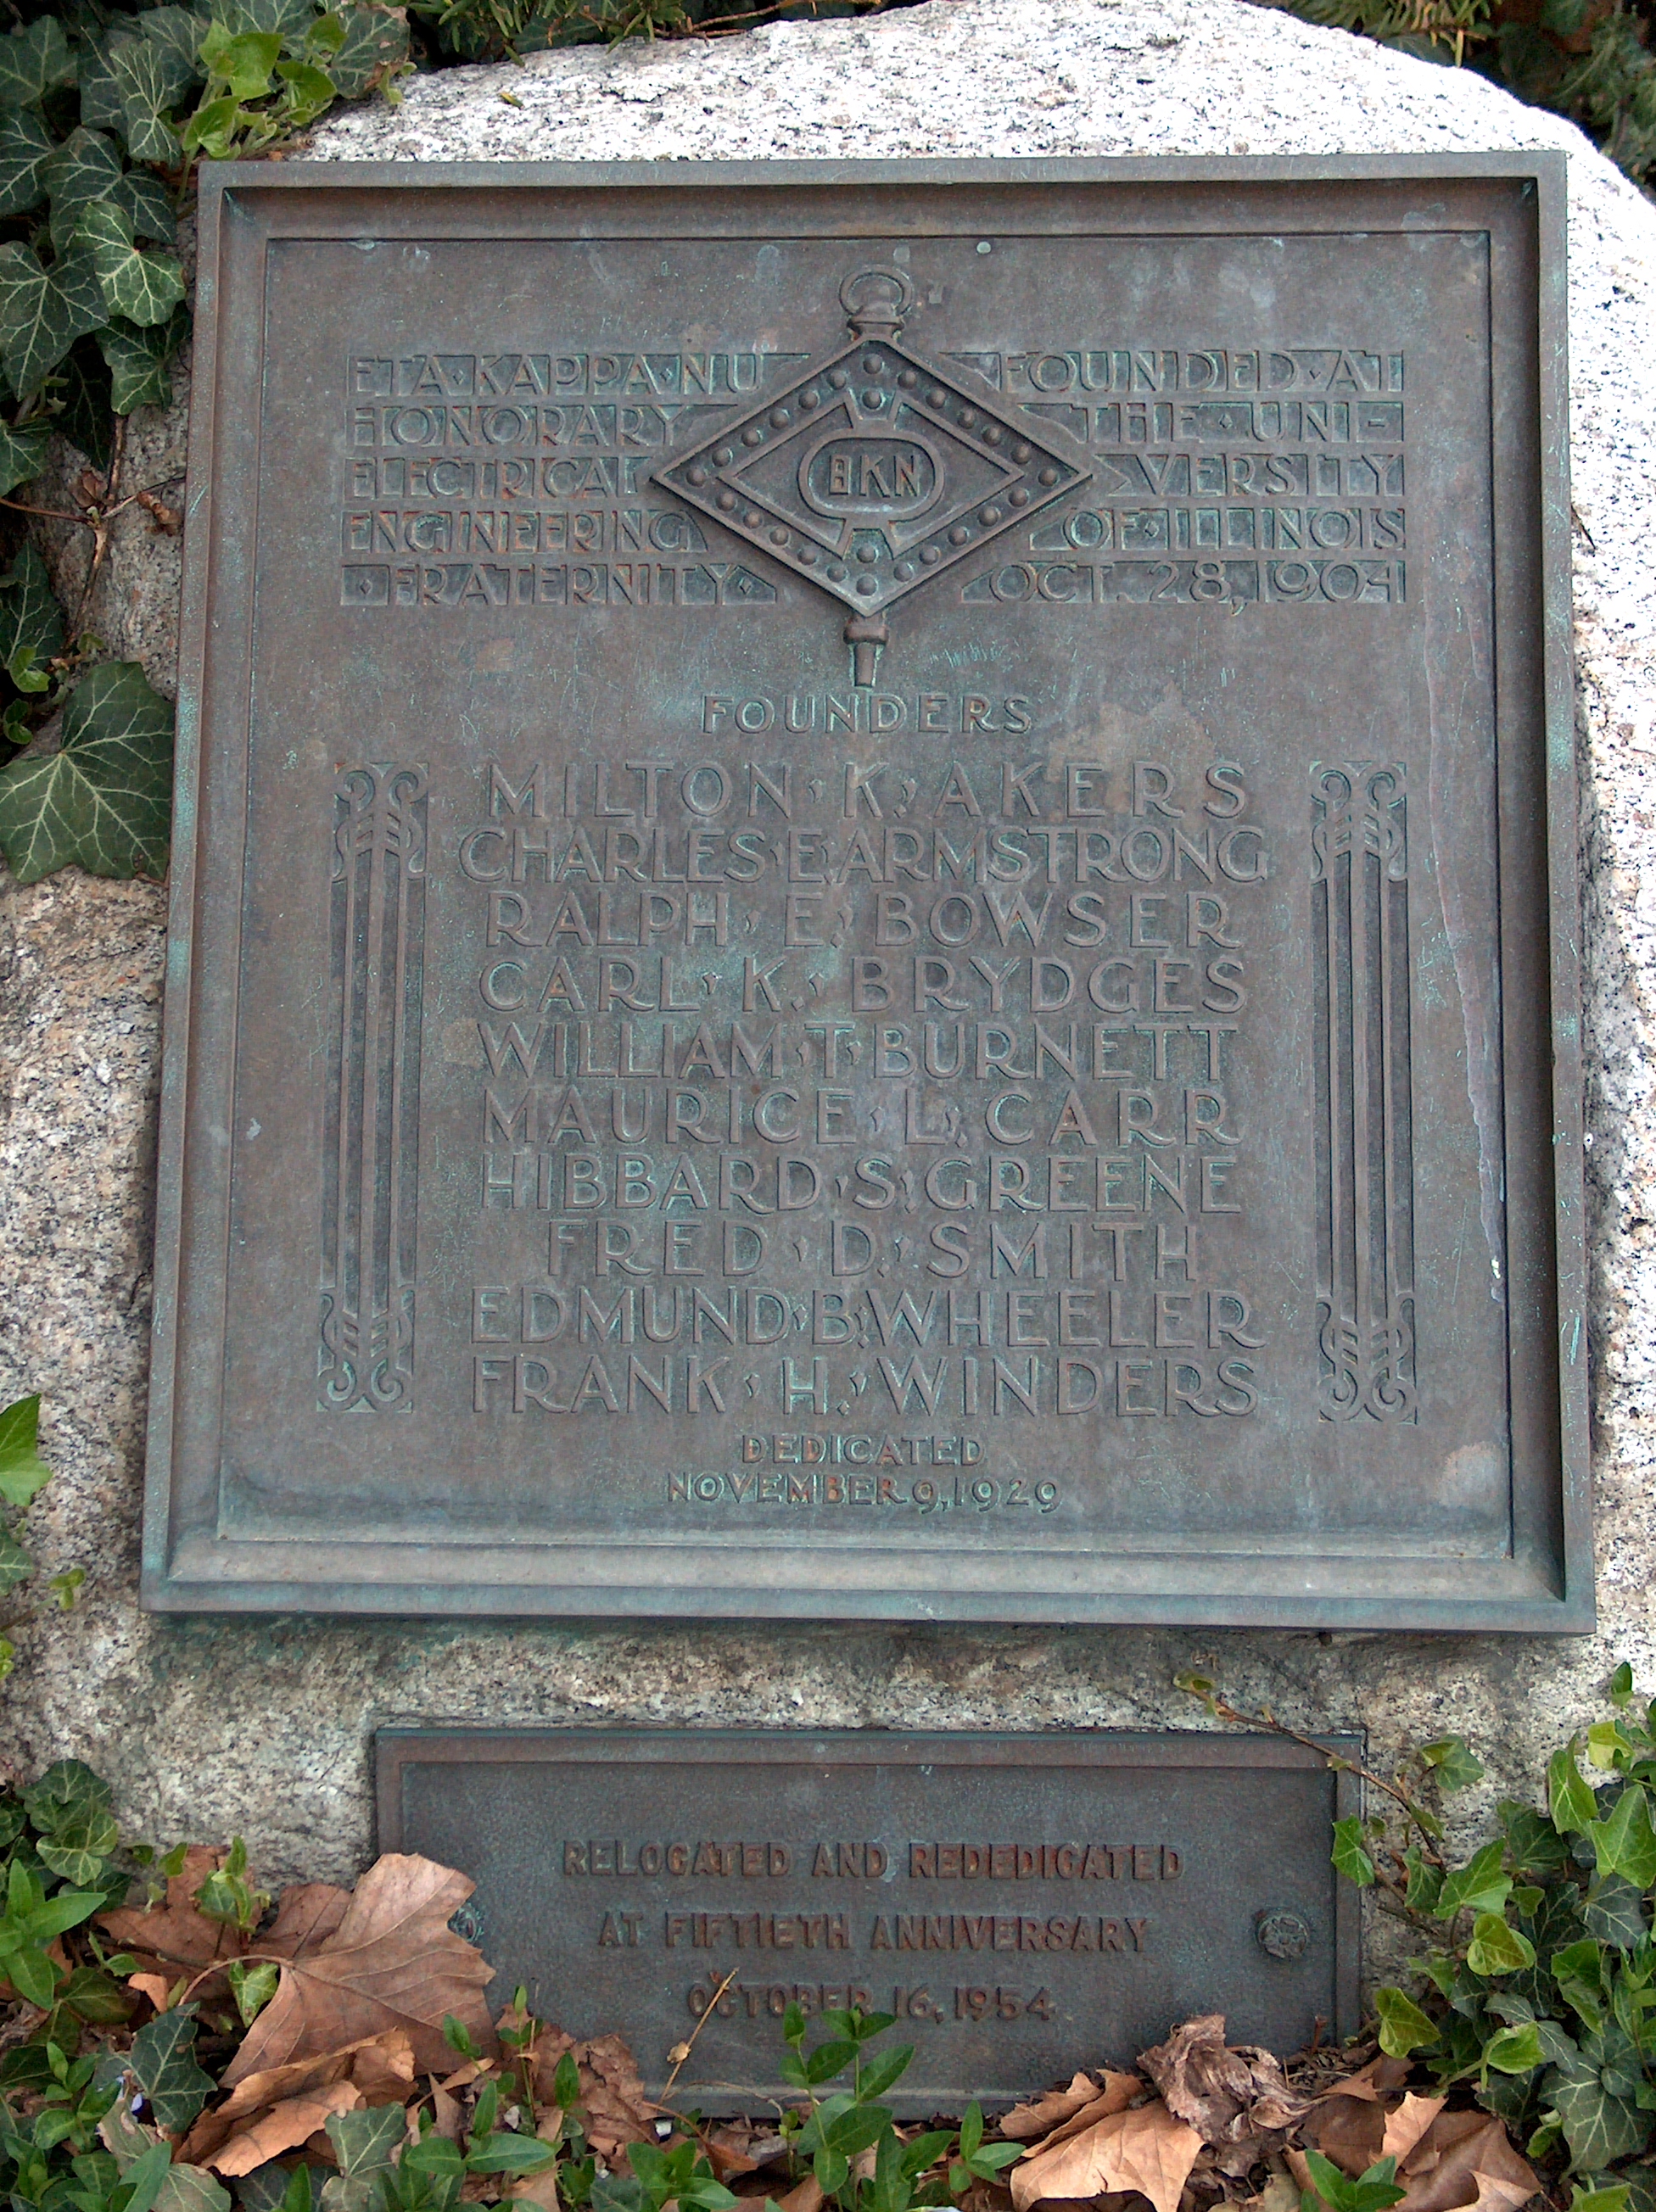 ETA·KAPPA·NU
HONORARY
ELECTRICAL
ENGINEERING
·FRATERNITY·
BKN
FOUNDED·AT
THE·UNI-
VERSITY
OF·ILLINOIS
OCT. 28, 1904
FOUNDERS
MILTON·K·AKERS
CHARLES·E·ARMSTRONG
RALPH·E·BOWSER
CARL·K·BRYDGES
WILLIAM·T·BURNETT
MAURICE·L·CARR
HIBBARD·S·GREENE
FRED·D·SMITH
EDMUND·B·WHEELER
FRANK·H·WINDERS
DEDICATED
NOVEMBER 9, 1929
RELOCATED AND REDEDICATED
AT FIFTIETH ANNIVERSARY
OCTOBER 16, 1954